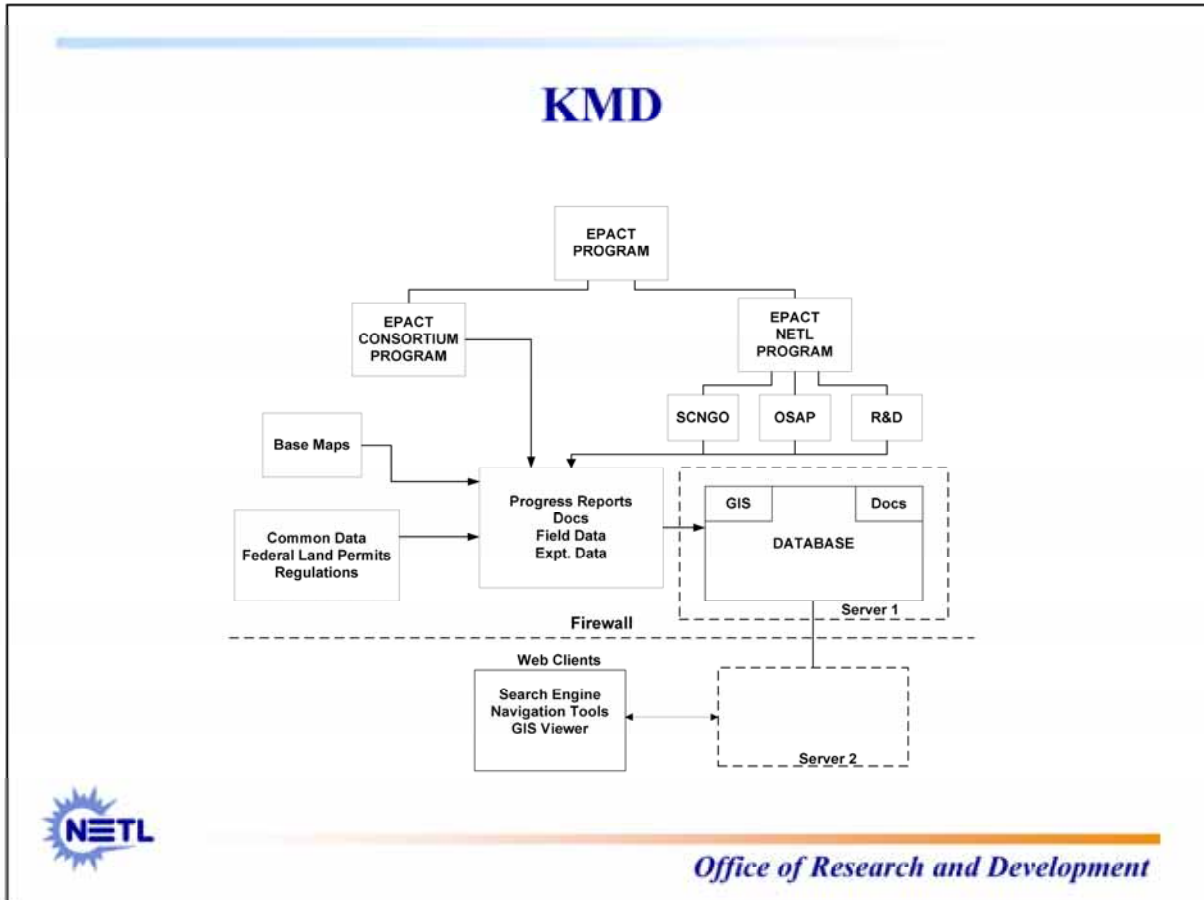 KMD
EPACT
PROGRAM
EPACT
CONSORTIUM
PROGRAM
EPACT
NETL
PROGRAM
SCNGO
OSAP
R&D
Base Maps
Common Data
Federal Land Permits
Regulations
Progress Reports
Docs
Field Data
Expt. Data
GIS
Docs
DATABASE
Server 1
Firewall
Web Clients
Search Engine
Navigation Tools
GIS Viewer
Server 2
NETL
Office of Research and Development